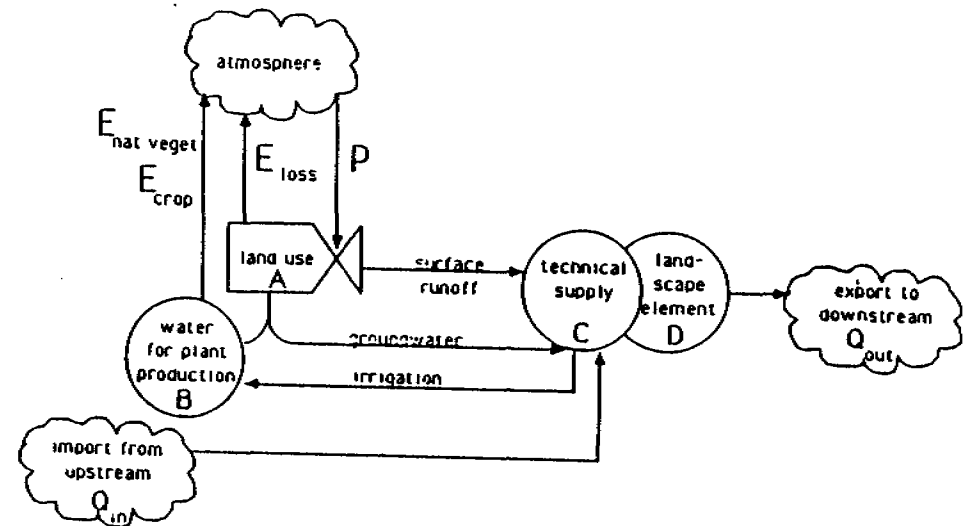 atmosphere
E nat veget
E crop
E loss
P
land use
A
surface
runoff
technical
supply
C
land-
scape
element
D
export to
downstream
Q out
water
for plant
production
B
groundwater
irrigation
import from
upstream
Q in